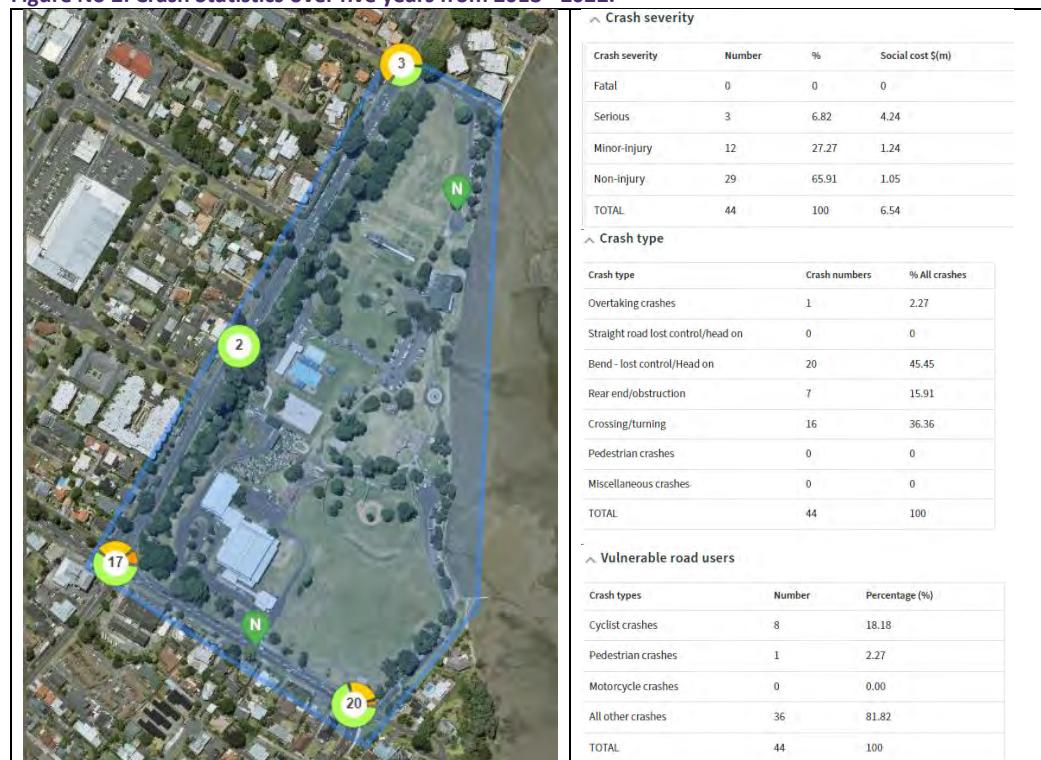 3
N
2
17
N
20
Crash severity
Crash severity Number % Social cost $(m)
Fatal 0 0 0
Serious 3 6.82 4.24
Minor-injury 12 27.27 1.24
Non-injury 29 65.91 1.05
TOTAL 44 100 6.54
Crash type
Crash type Crash numbers % All crashes
Overtaking crashes 1 2.27
Straight road lost control/head on 0 0
Bend - lost control/Head on 20 45.45
Rear end/obstruction 7 15.91
Crossing/turning 16 36.36
Pedestrian crashes 0 0
Miscellaneous crashes 0 0
TOTAL 44 100
Vulnerable road users
Crash types Number Percentage (%)
Cyclist crashes 8 18.18
Pedestrian crashes 1 2.27
Motorcycle crashes 0 0.00
All other crashes 36 81.82
TOTAL 44 100